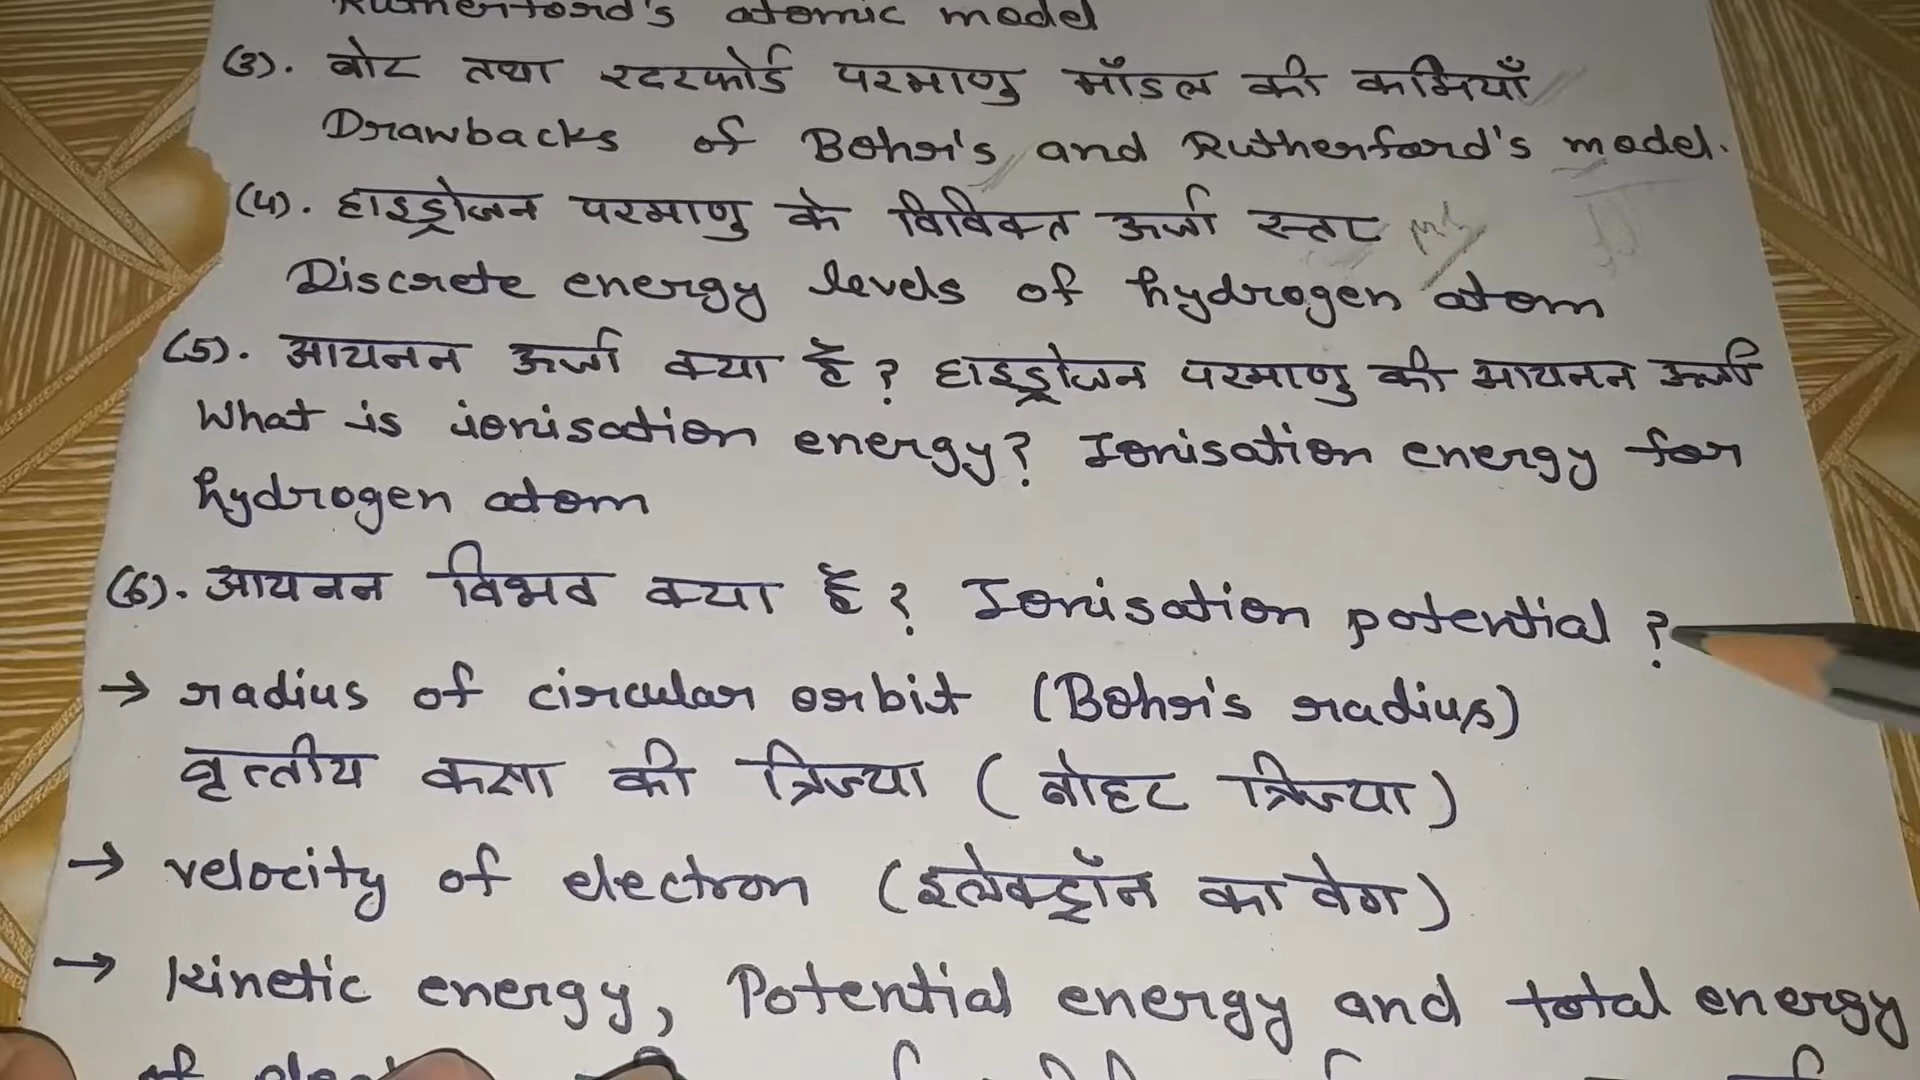 Rutherford's atomic model
(3). बोर तथा रदरफोर्ड परमाणु मॉडल की कमियाँ
Drawbacks of Bohr's and Rutherford's model.
(4). हाइड्रोजन परमाणु के विविक्त ऊर्जा स्तर
Discrete energy levels of hydrogen atom
(5). आयनन ऊर्जा क्या है? हाइड्रोजन परमाणु की आयनन ऊर्जा
What is ionisation energy? Ionisation energy for
hydrogen atom
(6). आयनन विभव क्या है? Ionisation potential ?
→ radius of circular orbit (Bohr's radius)
वृत्तीय कक्षा की त्रिज्या (बोहर त्रिज्या)
→ velocity of electron (इलेक्ट्रॉन का वेग)
→ Kinetic energy, Potential energy and total energy
of